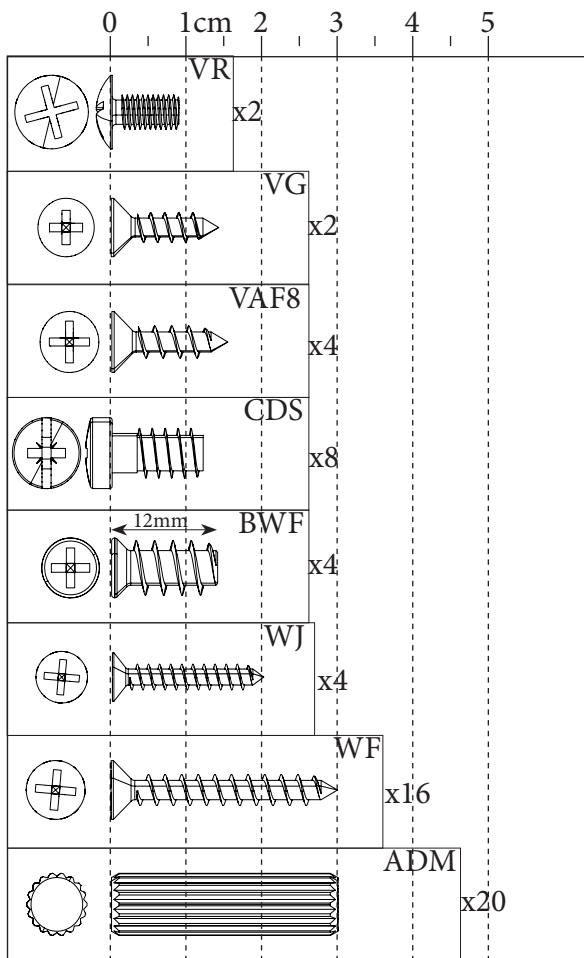 0 1cm 2 3 4 5
VR
x2
VG
x2
VAF8
x4
CDS
x8
12mm BWF
x4
WJ
x4
WF
x16
ADM
x20